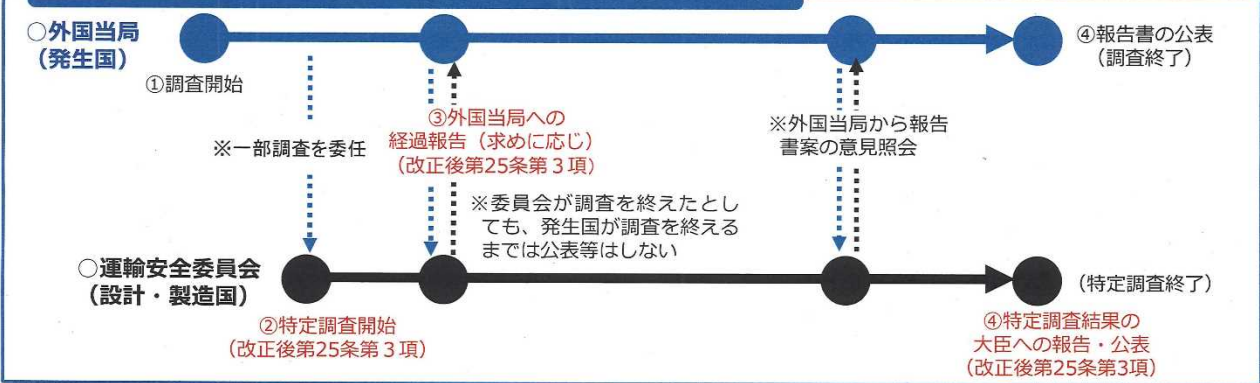 ○外国当局
（発生国）
①調査開始
④報告書の公表
（調査終了）
※一部調査を委任
③外国当局への
経過報告（求めに応じ）
（改正後第25条第３項）
※外国当局から報告
書案の意見照会
※委員会が調査を終えたとし
ても、発生国が調査を終える
までは公表等はしない
○運輸安全委員会
（設計・製造国）
②特定調査開始
（改正後第25条第３項）
（特定調査終了）
④特定調査結果の
大臣への報告・公表
（改正後第25条第3項）